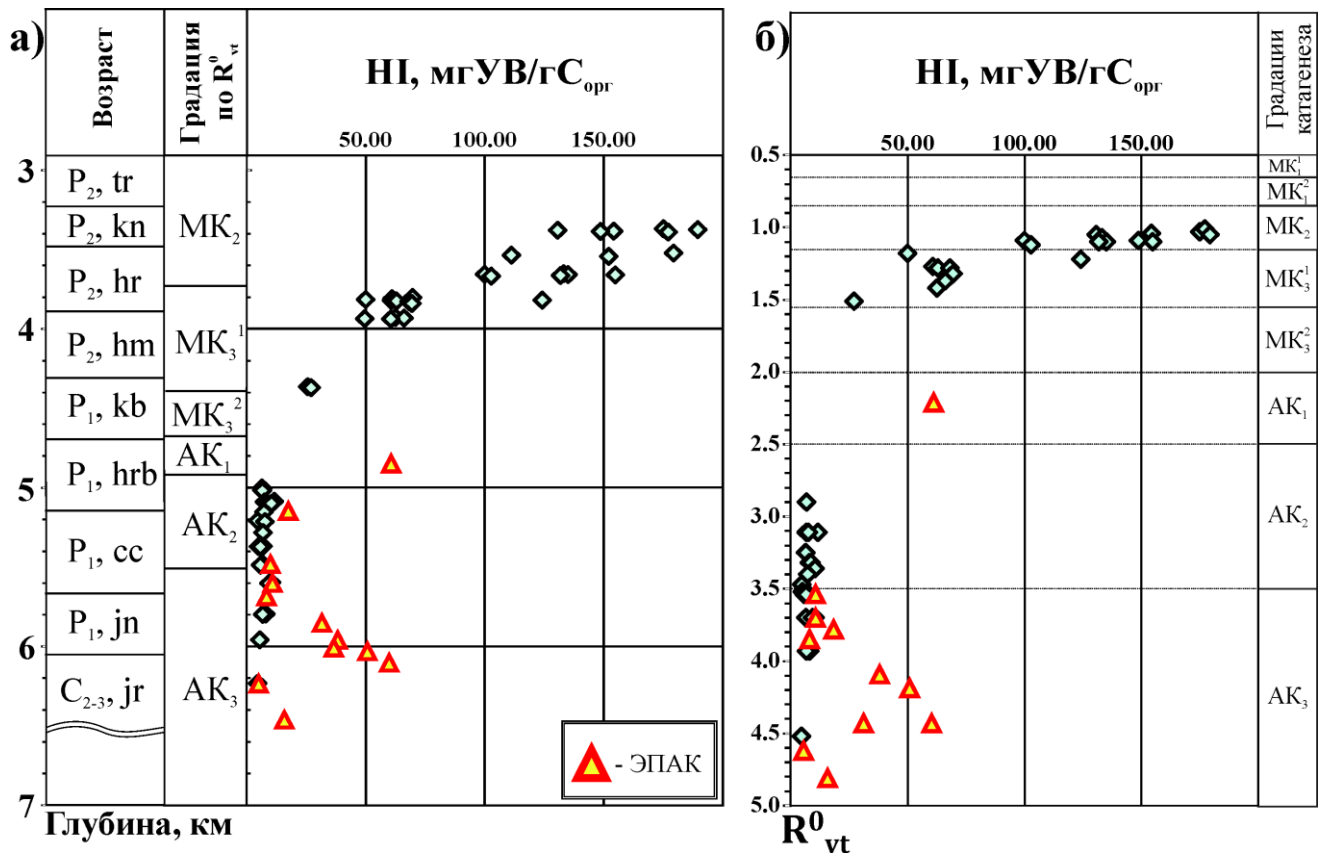 а)
Возраст
Градация
по R⁰vt
HI, мгУВ/гСорг
50.00 100.00 150.00
3
4
5
6
7
P₂, tr
P₂, kn
P₂, hr
P₂, hm
P₁, kb
P₁, hrb
P₁, cc
P₁, jn
C₂₋₃, jr
МК₂
МК₃¹
МК₃²
АК₁
АК₂
АК₃
- ЭПАК
Глубина, км
б)
HI, мгУВ/гСорг
Градации
катагенеза
50.00 100.00 150.00
0.5
1.0
1.5
2.0
2.5
3.0
3.5
4.0
4.5
5.0
МК₁¹
МК₁²
МК₂
МК₃¹
МК₃²
АК₁
АК₂
АК₃
R⁰vt